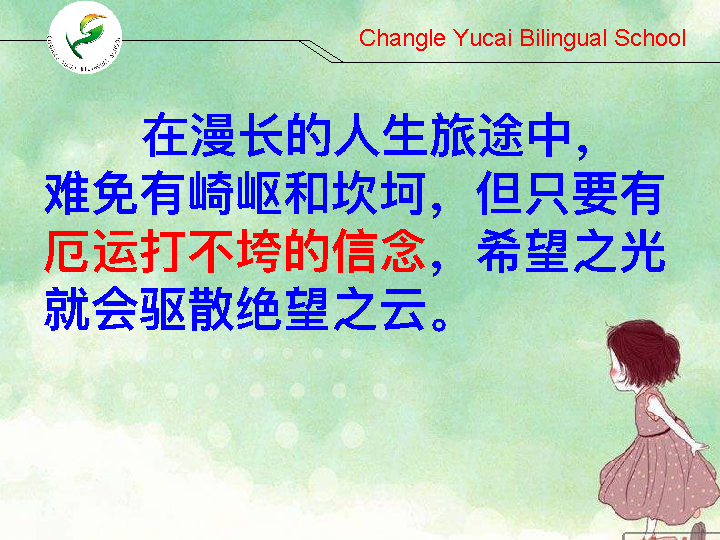 Changle Yucai Bilingual School
在漫长的人生旅途中，
难免有崎岖和坎坷，但只要有
厄运打不垮的信念，希望之光
就会驱散绝望之云。